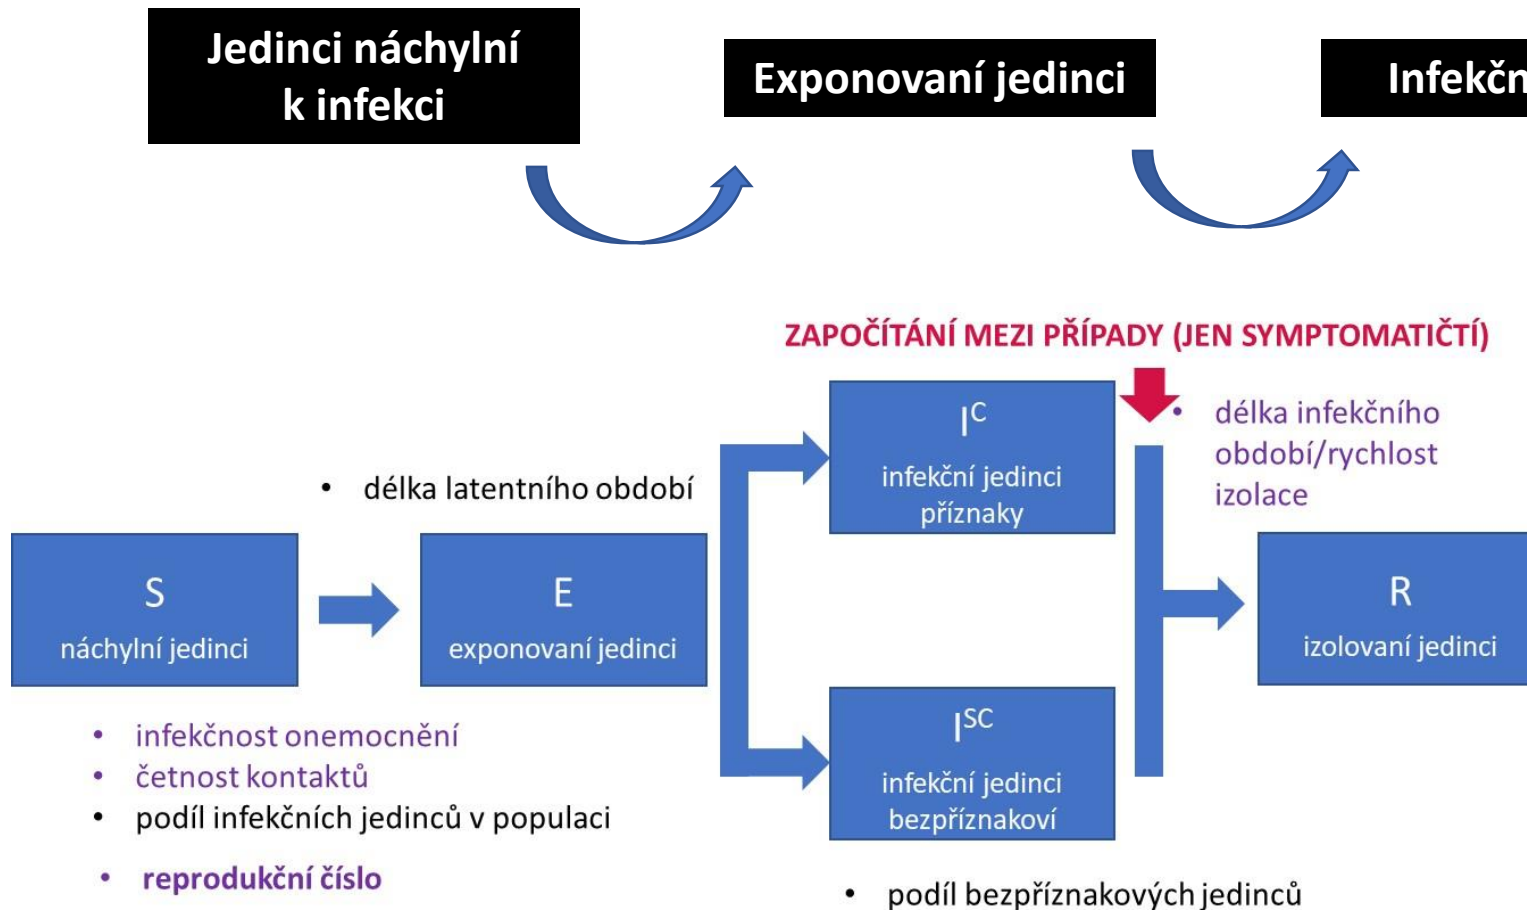 Jedinci náchylní
k infekci
Exponovaní jedinci
Infekčn
ZAPOČÍTÁNÍ MEZI PŘÍPADY (JEN SYMPTOMATIČTÍ)
• délka latentního období
I^C
infekční jedinci
příznaky
• délka infekčního
období/rychlost
izolace
S
náchylní jedinci
E
exponovaní jedinci
R
izolovaní jedinci
I^SC
infekční jedinci
bezpříznakoví
• infekčnost onemocnění
• četnost kontaktů
• podíl infekčních jedinců v populaci
• reprodukční číslo
• podíl bezpříznakových jedinců